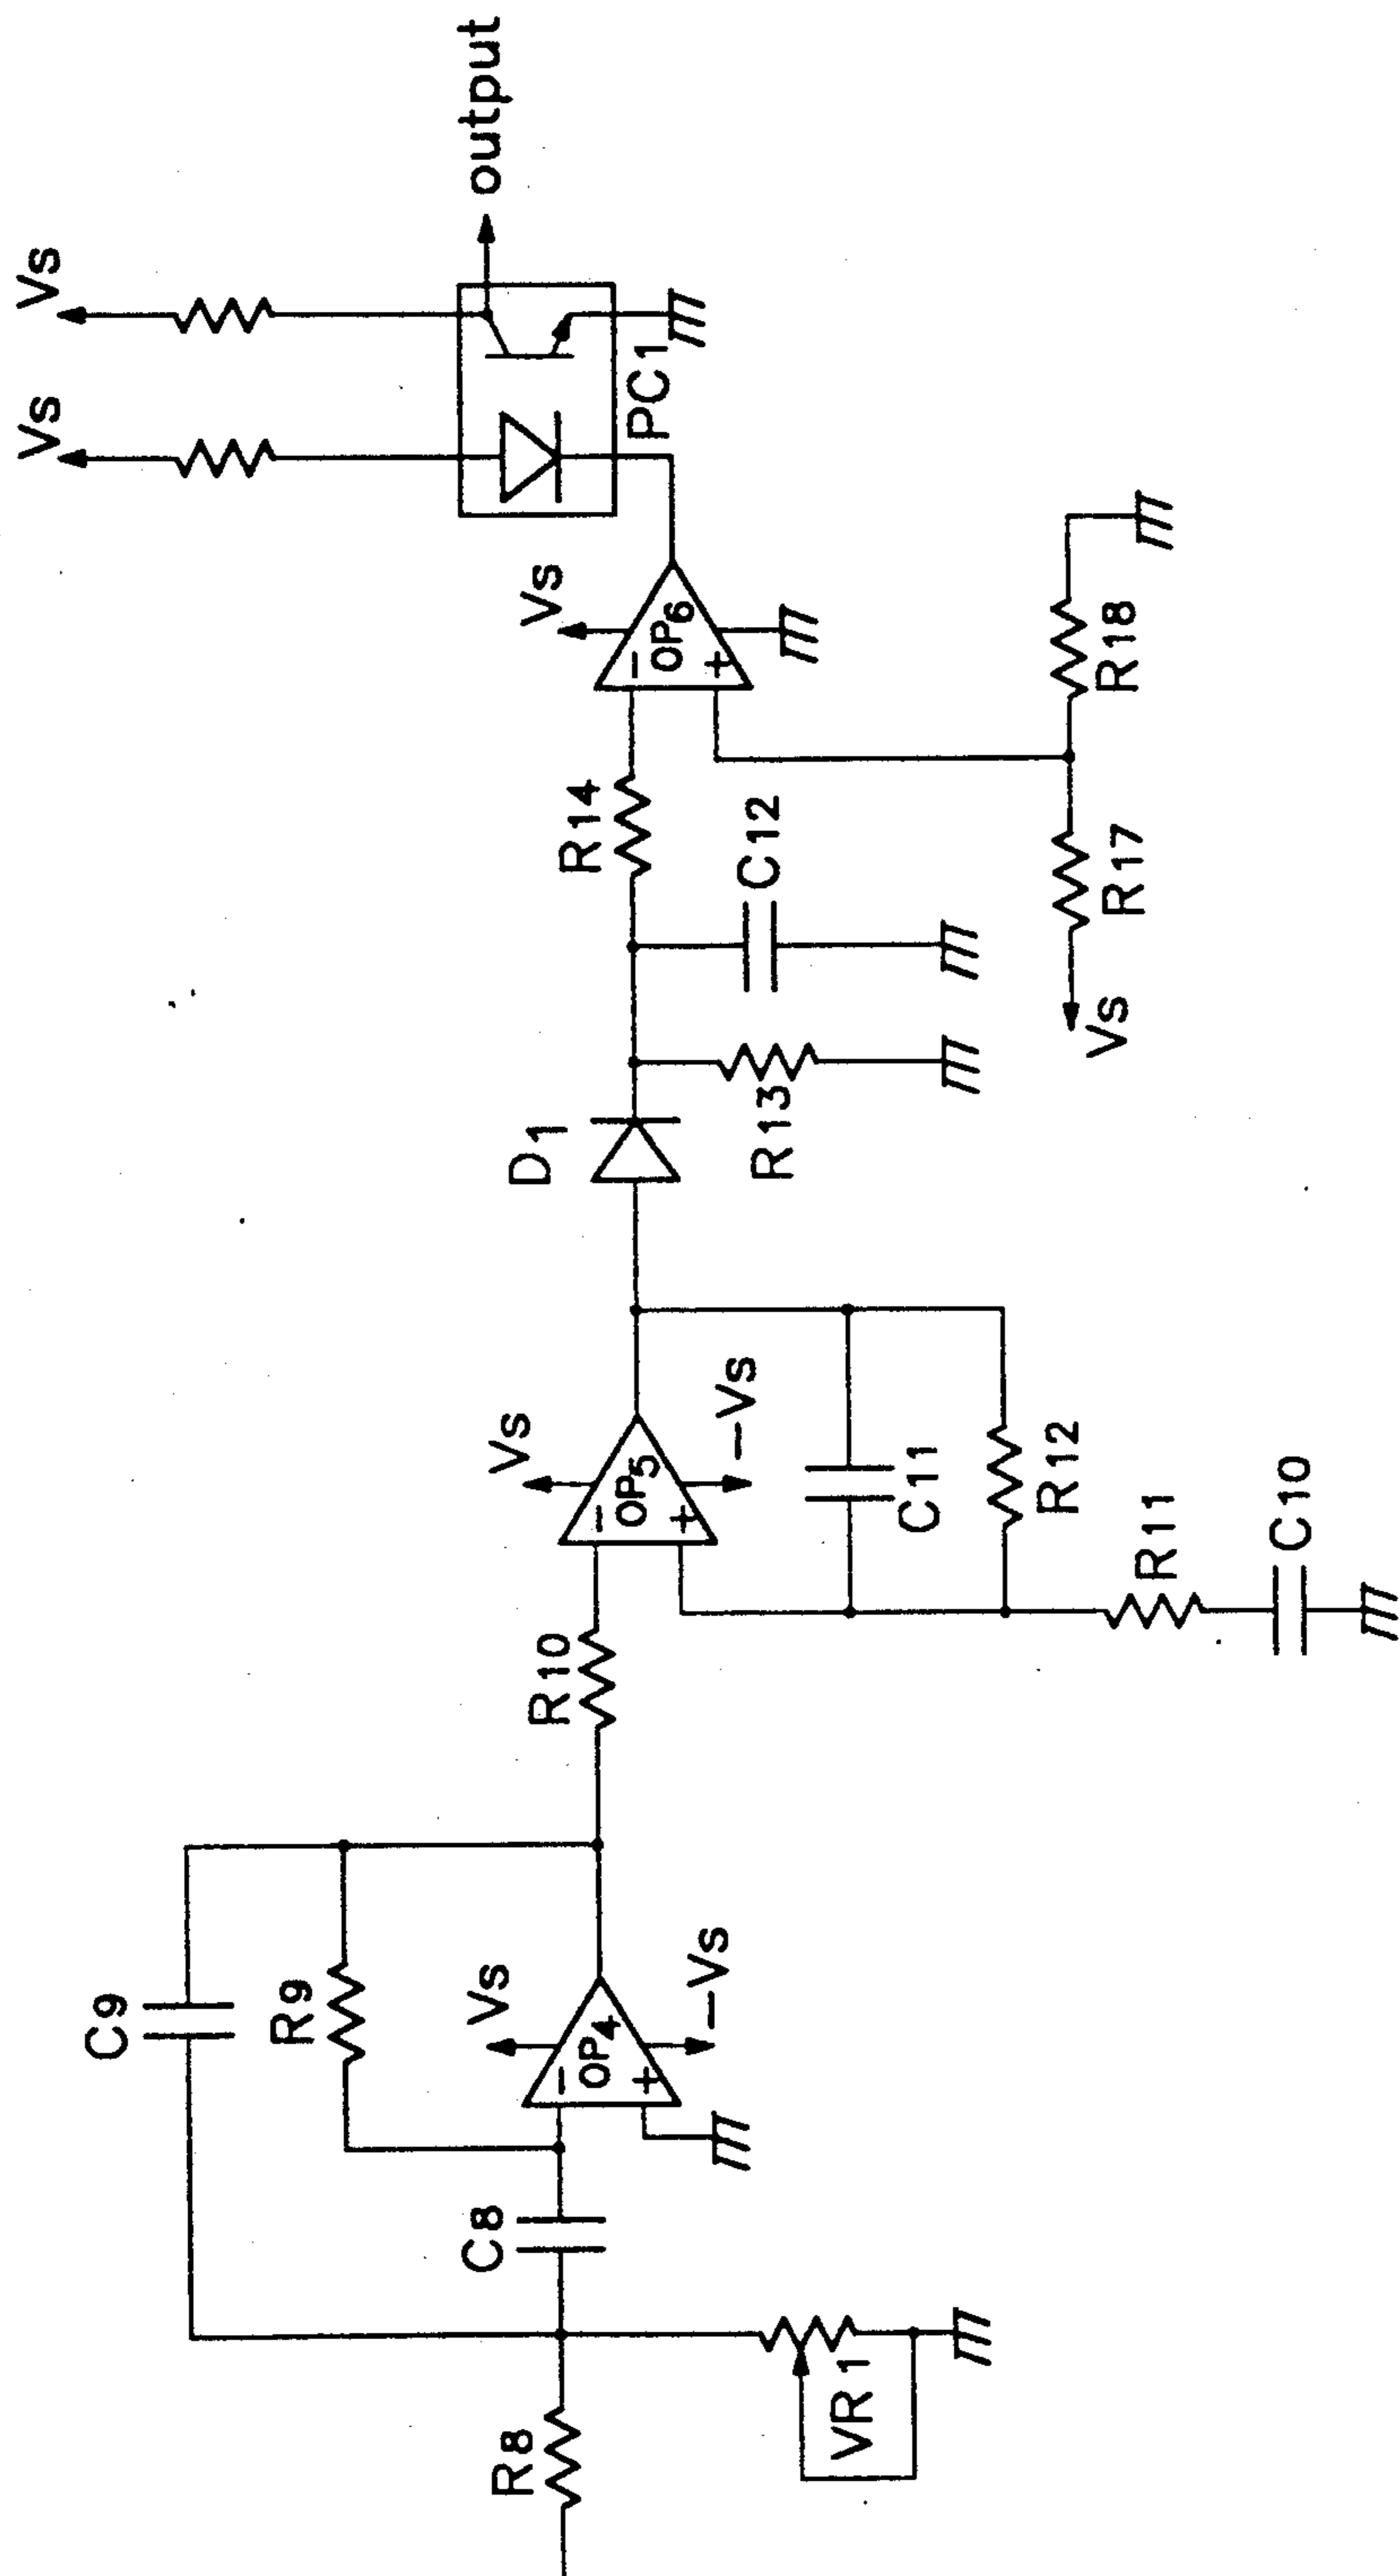 C9
R9
R8
C8
VR1
Vs
−
OP4
+
−Vs
R10
Vs
−
OP5
+
−Vs
C11
R12
R11
C10
D1
R13
C12
R14
Vs
−
OP6
+
Vs
R17
R18
Vs
Vs
PC1
output